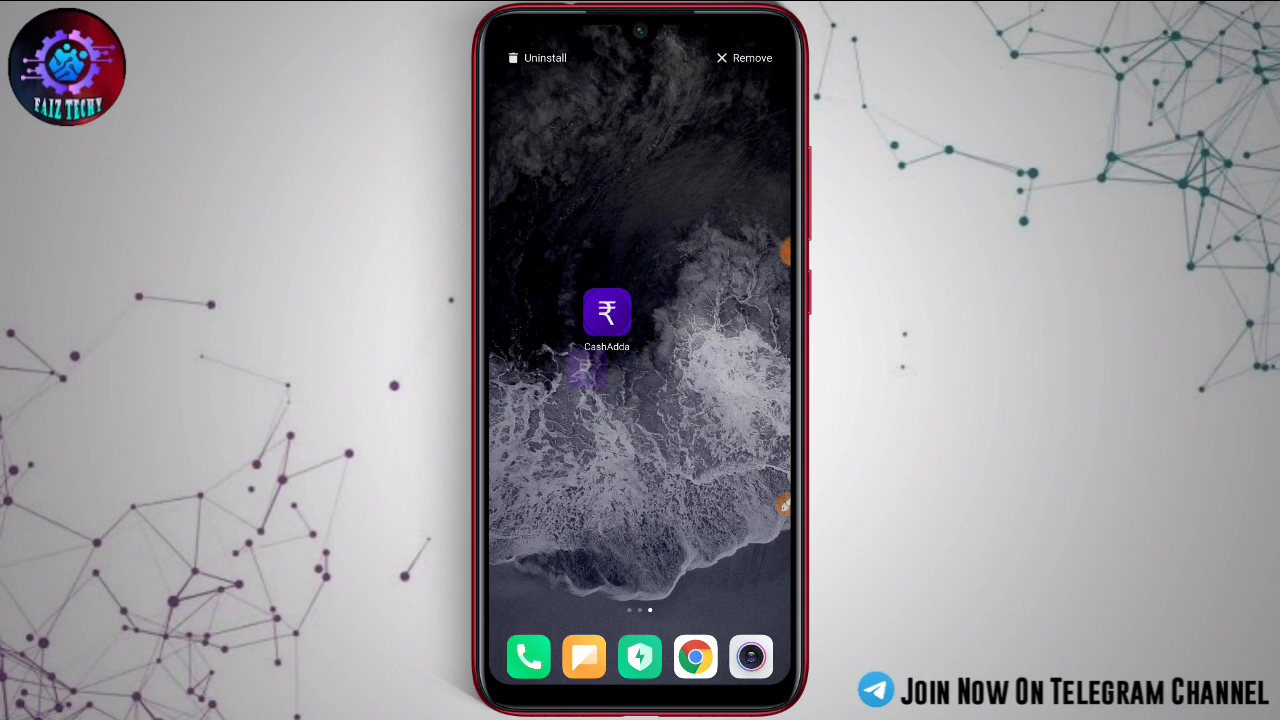 FAIZ TECHY
Uninstall
Remove
₹
CashAdda
Join Now On Telegram Channel